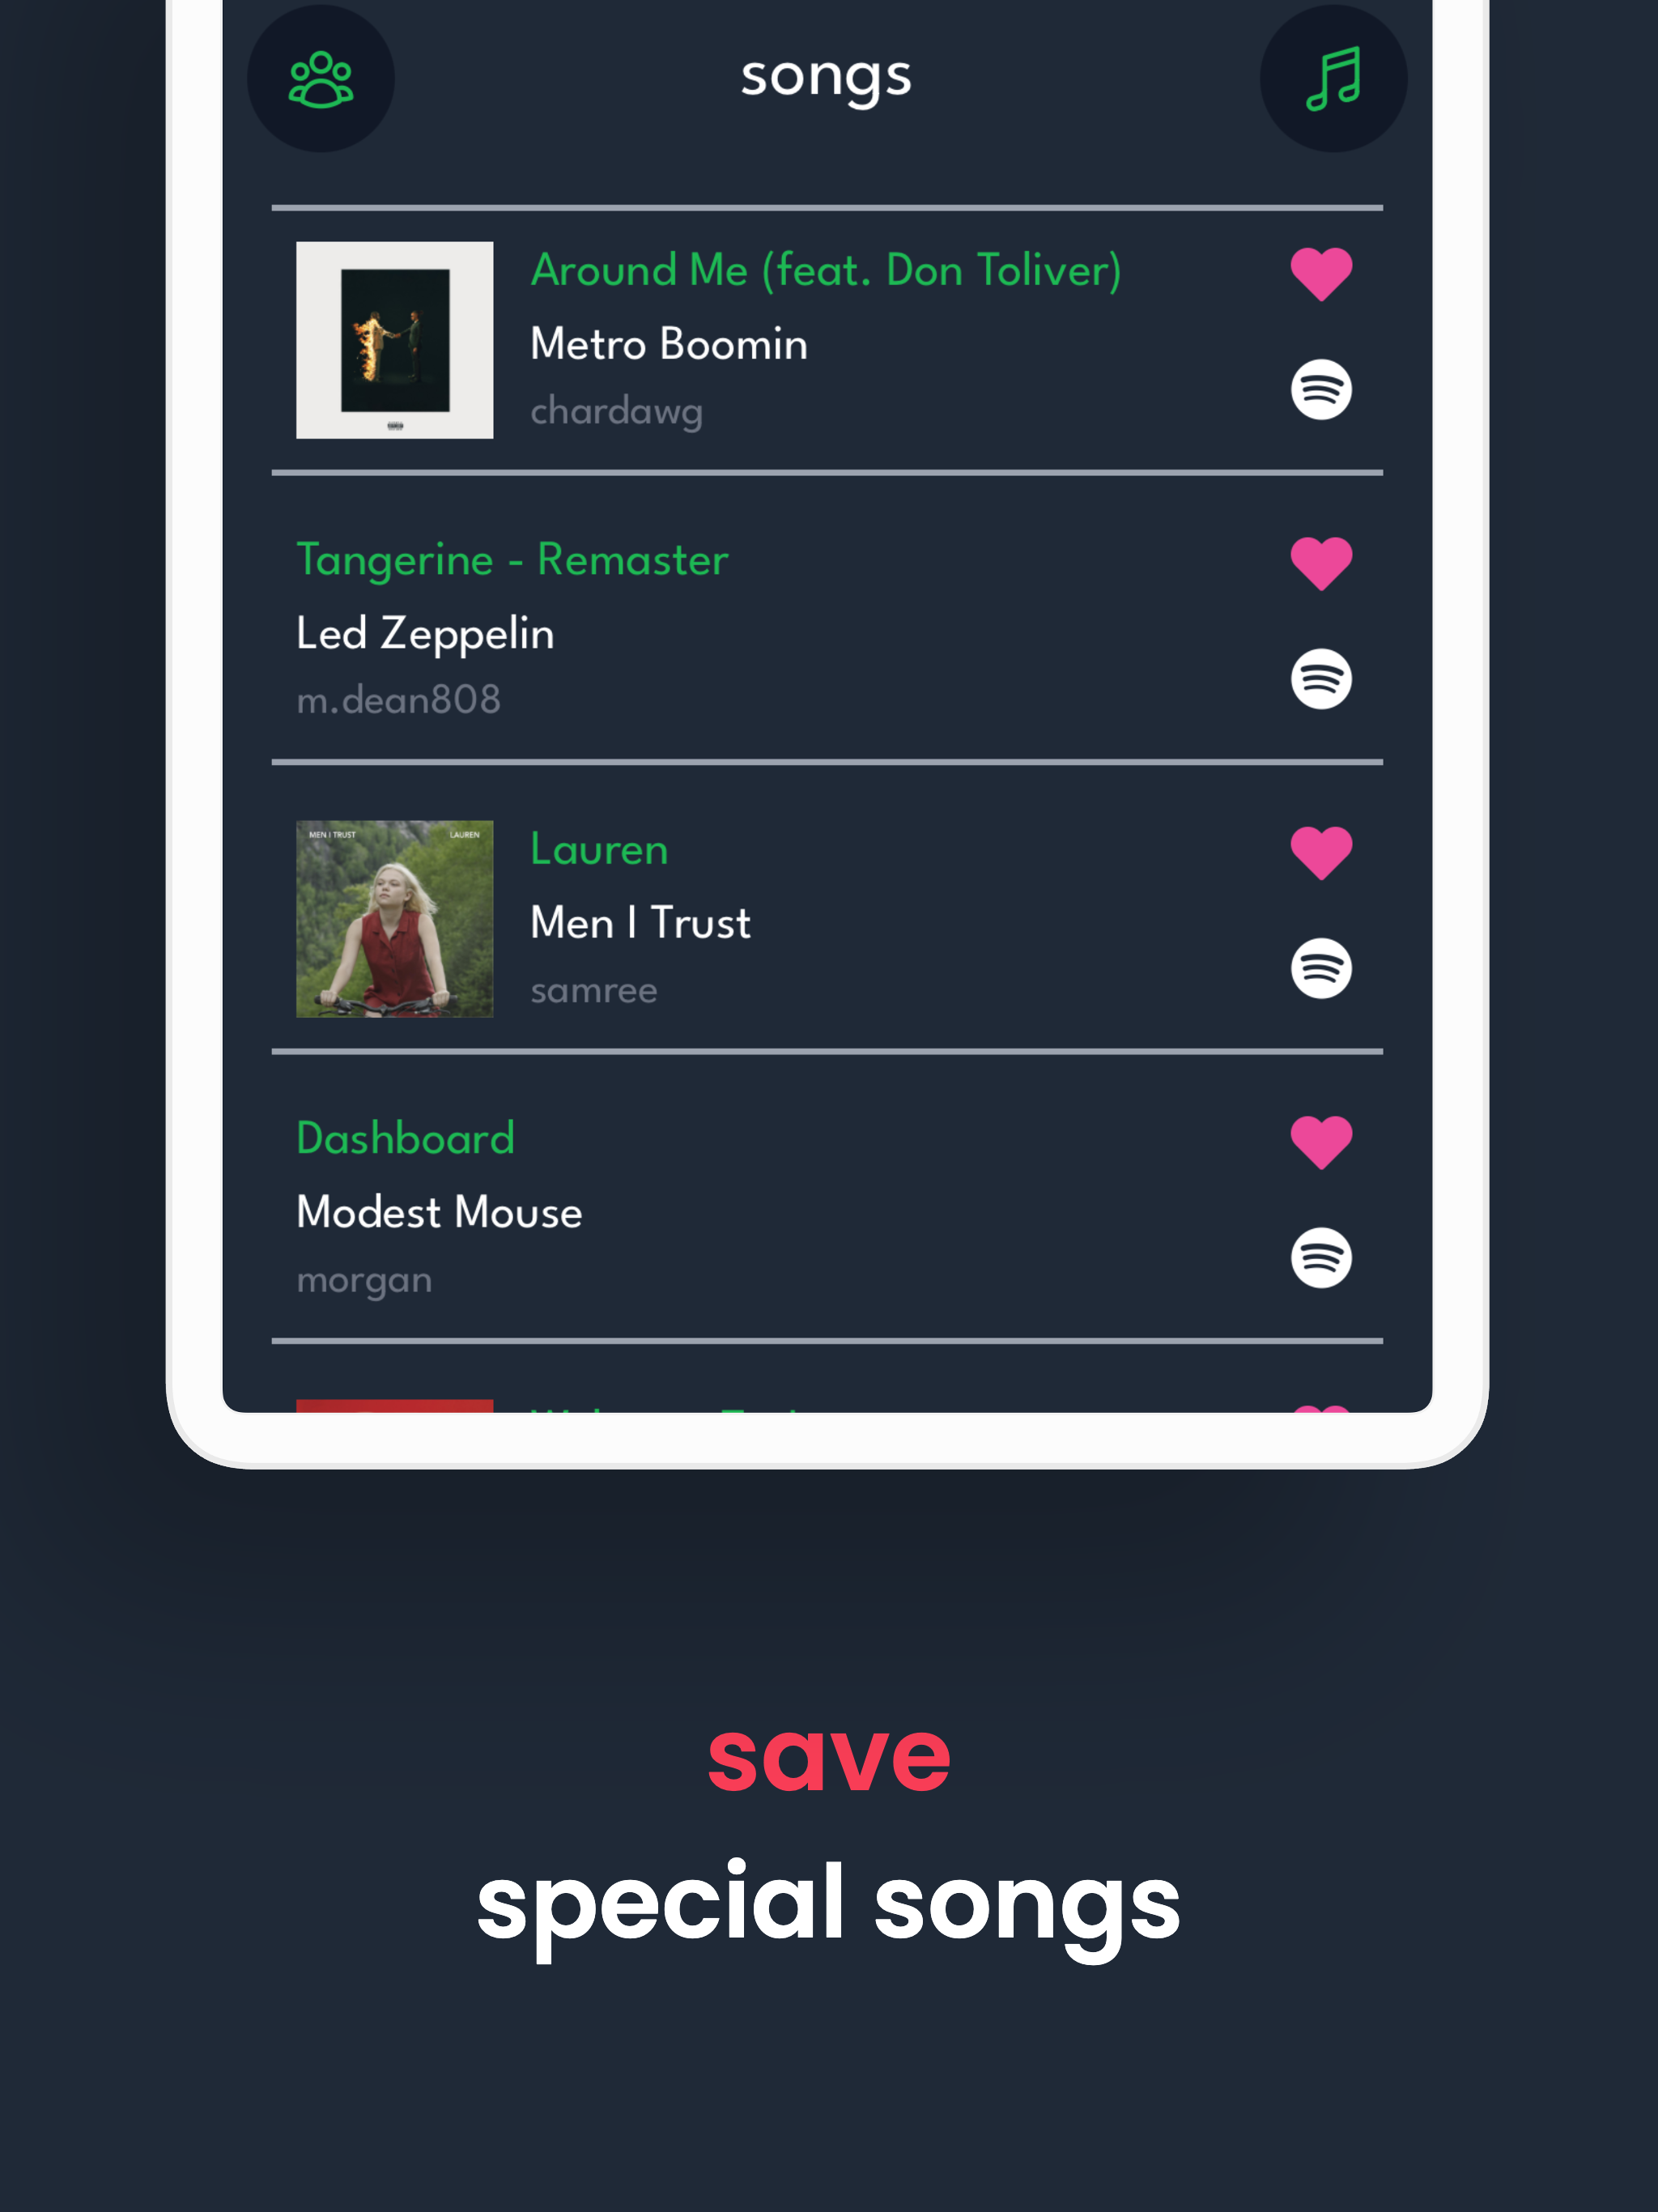 songs
Around Me (feat. Don Toliver)
Metro Boomin
chardawg
Tangerine - Remaster
Led Zeppelin
m.dean808
MEN I TRUST
LAUREN
Lauren
Men I Trust
samree
Dashboard
Modest Mouse
morgan
save
special songs